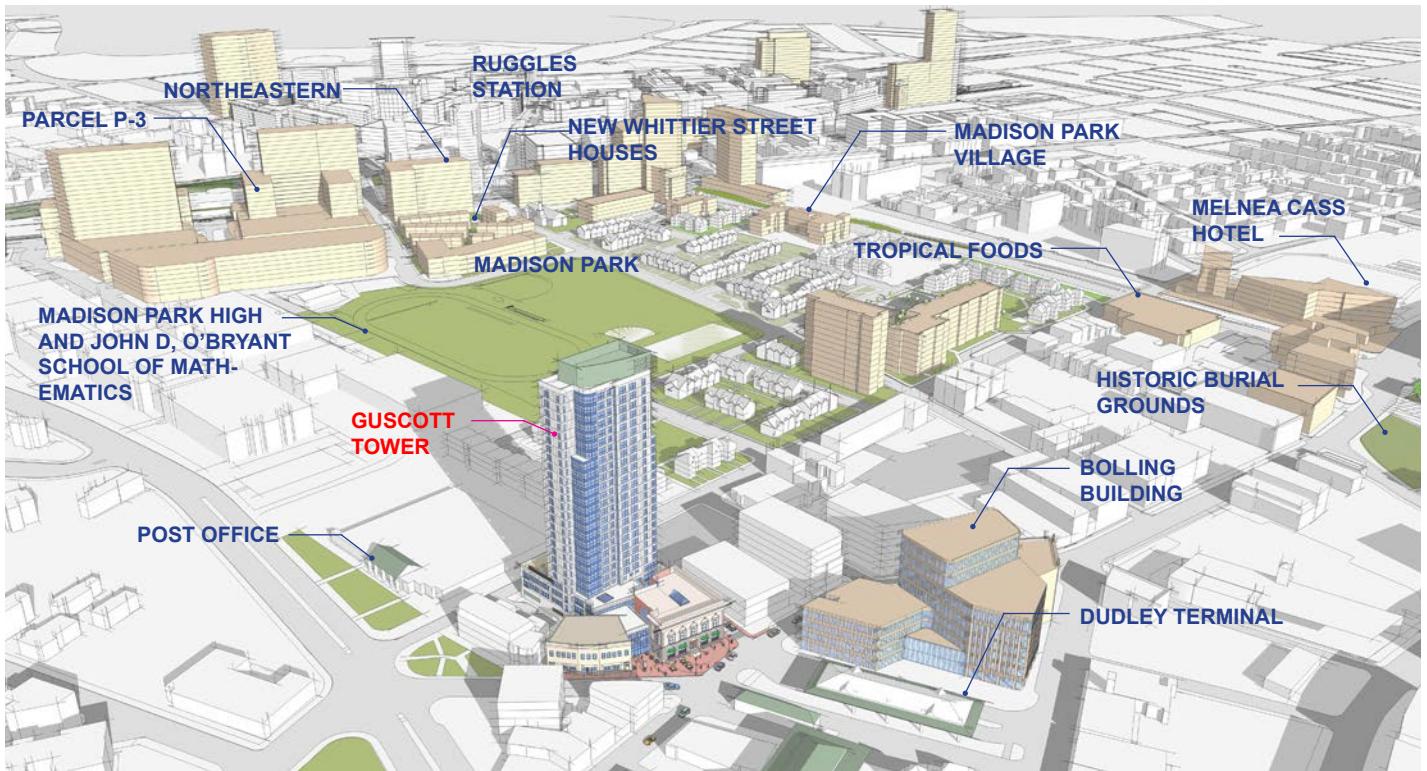 RUGGLES
STATION
NORTHEASTERN
PARCEL P-3
NEW WHITTIER STREET
HOUSES
MADISON PARK
VILLAGE
MELNEA CASS
HOTEL
TROPICAL FOODS
MADISON PARK
MADISON PARK HIGH
AND JOHN D, O'BRYANT
SCHOOL OF MATH-
EMATICS
HISTORIC BURIAL
GROUNDS
GUSCOTT
TOWER
BOLLING
BUILDING
POST OFFICE
DUDLEY TERMINAL